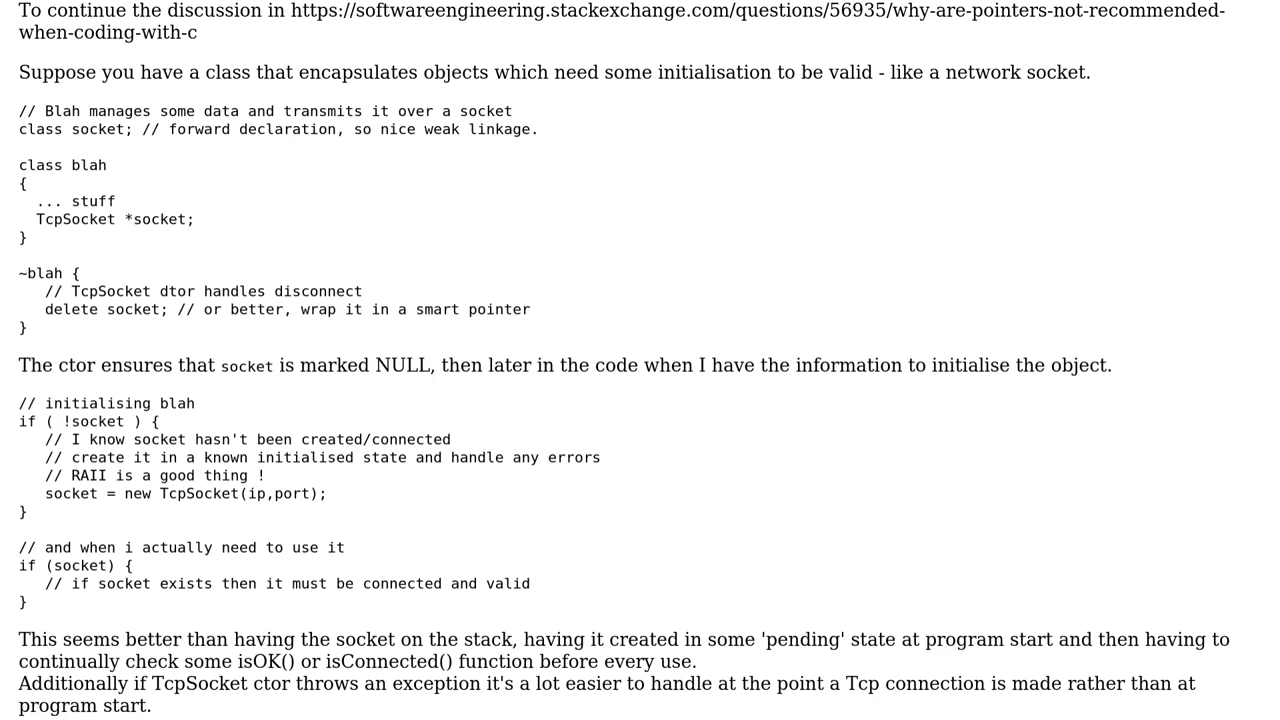 To continue the discussion in https://softwareengineering.stackexchange.com/questions/56935/why-are-pointers-not-recommended-
when-coding-with-c
Suppose you have a class that encapsulates objects which need some initialisation to be valid - like a network socket.
// Blah manages some data and transmits it over a socket
class socket; // forward declaration, so nice weak linkage.
class blah
{
  ... stuff
  TcpSocket *socket;
}
~blah {
   // TcpSocket dtor handles disconnect
   delete socket; // or better, wrap it in a smart pointer
}
The ctor ensures that socket is marked NULL, then later in the code when I have the information to initialise the object.
// initialising blah
if ( !socket ) {
   // I know socket hasn't been created/connected
   // create it in a known initialised state and handle any errors
   // RAII is a good thing !
   socket = new TcpSocket(ip,port);
}
// and when i actually need to use it
if (socket) {
   // if socket exists then it must be connected and valid
}
This seems better than having the socket on the stack, having it created in some 'pending' state at program start and then having to
continually check some isOK() or isConnected() function before every use.
Additionally if TcpSocket ctor throws an exception it's a lot easier to handle at the point a Tcp connection is made rather than at
program start.